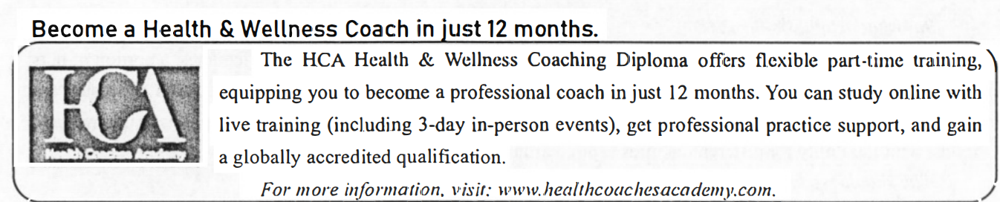 Become a Health & Wellness Coach in just 12 months.
The HCA Health & Wellness Coaching Diploma offers flexible part-time training,
equipping you to become a professional coach in just 12 months. You can study online with
live training (including 3-day in-person events), get professional practice support, and gain
a globally accredited qualification.
For more information, visit: www.healthcoachesacademy.com.
HCA
Health Coaches Academy